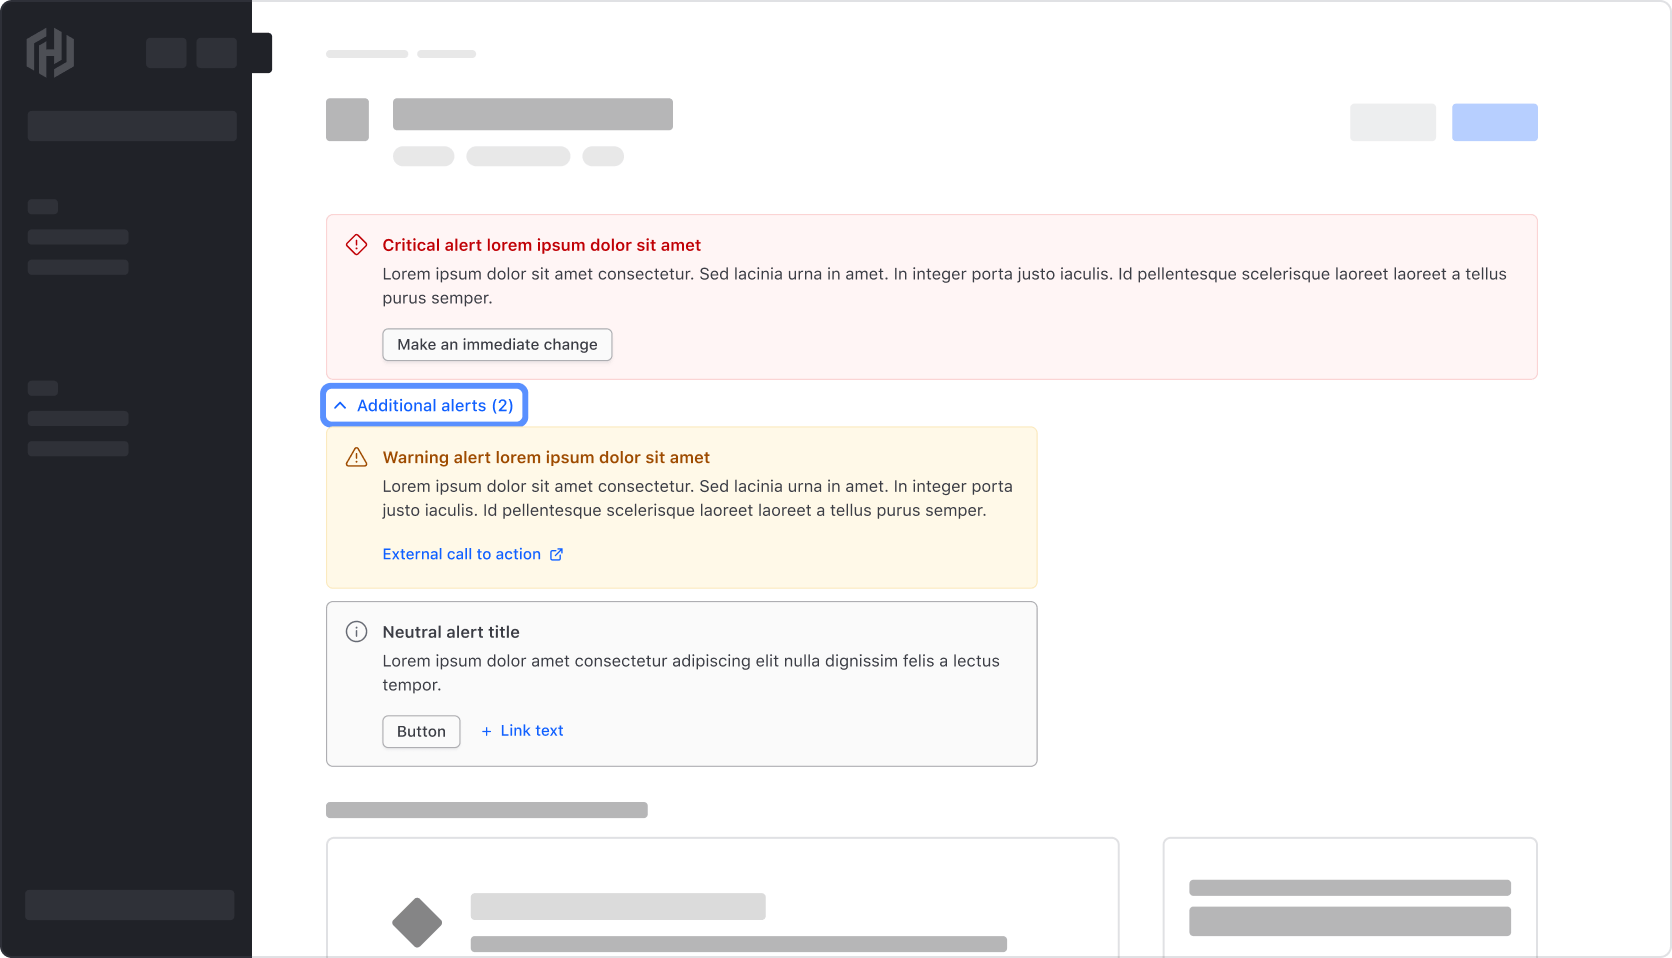 Critical alert lorem ipsum dolor sit amet
Lorem ipsum dolor sit amet consectetur. Sed lacinia urna in amet. In integer porta justo iaculis. Id pellentesque scelerisque laoreet laoreet a tellus
purus semper.
Make an immediate change
Additional alerts (2)
Warning alert lorem ipsum dolor sit amet
Lorem ipsum dolor sit amet consectetur. Sed lacinia urna in amet. In integer porta
justo iaculis. Id pellentesque scelerisque laoreet laoreet a tellus purus semper.
External call to action
Neutral alert title
Lorem ipsum dolor amet consectetur adipiscing elit nulla dignissim felis a lectus
tempor.
Button + Link text